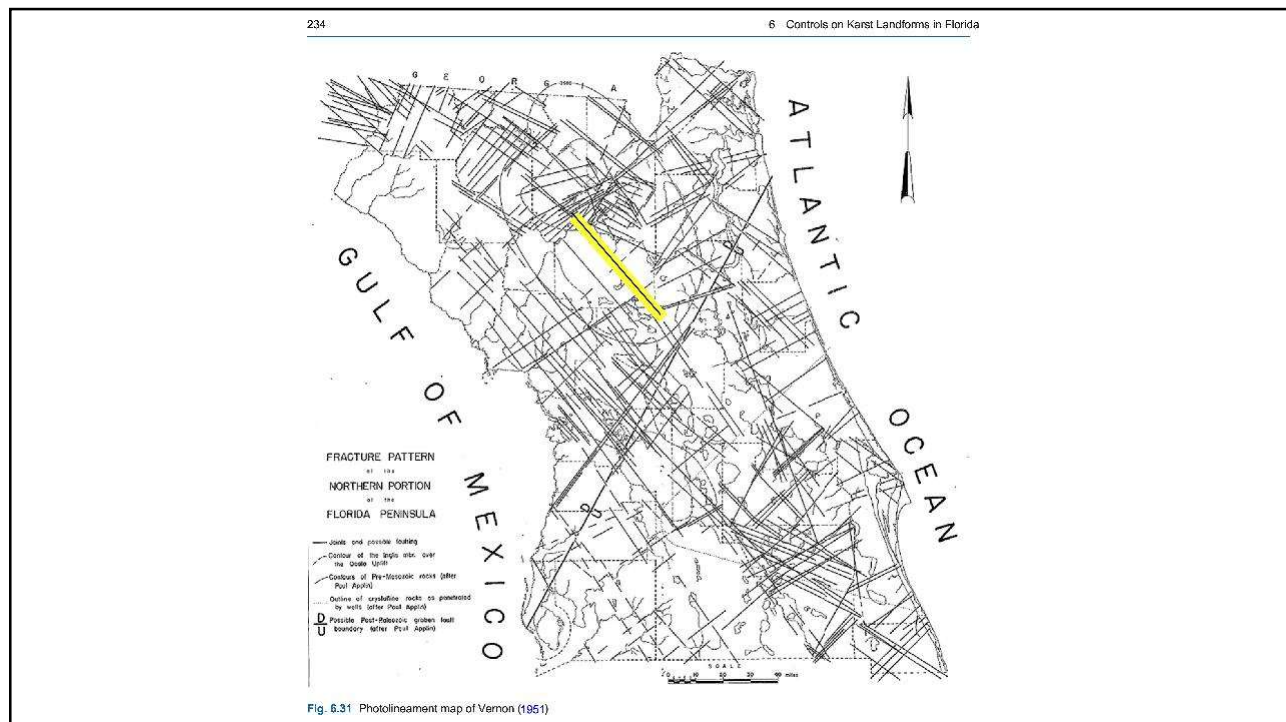 234
6 Controls on Karst Landforms in Florida
GEORGIA
ATLANTIC
OCEAN
GULF OF MEXICO
FRACTURE PATTERN
of the
NORTHERN PORTION
of the
FLORIDA PENINSULA
Joints and possible faulting
Contour of the Inglis mbr. over
the Ocala Uplift
Contours of Pre-Mesozoic rocks (after
Paul Applin)
Outline of crystalline rocks as penetrated
by wells (after Paul Applin)
D
U
Possible Post-Paleozoic graben fault
boundary (after Paul Applin)
SCALE
0 10 20 30 40 miles
Fig. 6.31 Photolineament map of Vernon (1951)